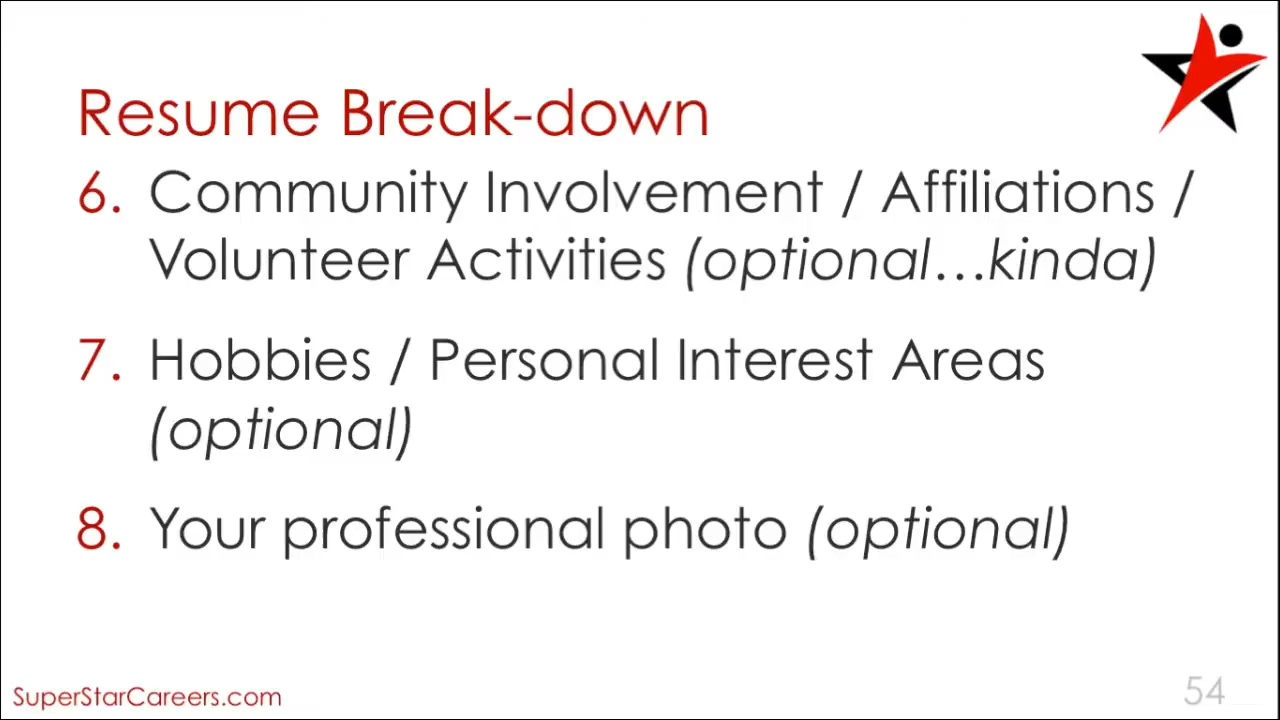 Resume Break-down
6. Community Involvement / Affiliations /
Volunteer Activities (optional...kinda)
7. Hobbies / Personal Interest Areas
(optional)
8. Your professional photo (optional)
SuperStarCareers.com
54